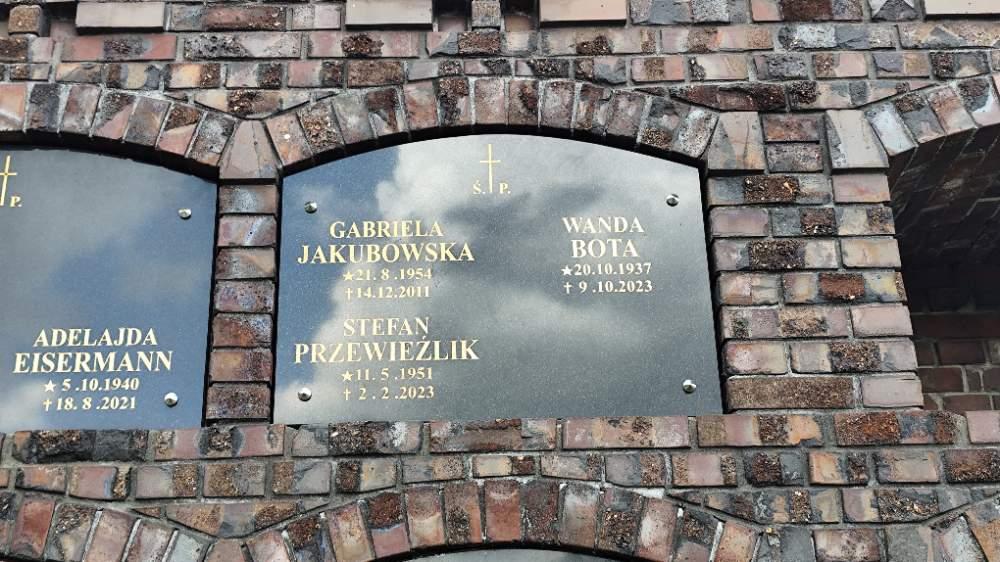 P.
ADELAJDA
EISERMANN
★ 5.10.1940
† 18.8.2021
Ś. P.
GABRIELA
JAKUBOWSKA
★21.8.1954
†14.12.2011
STEFAN
PRZEWIEŹLIK
★11.5.1951
† 2.2.2023
WANDA
BOTA
★20.10.1937
† 9.10.2023